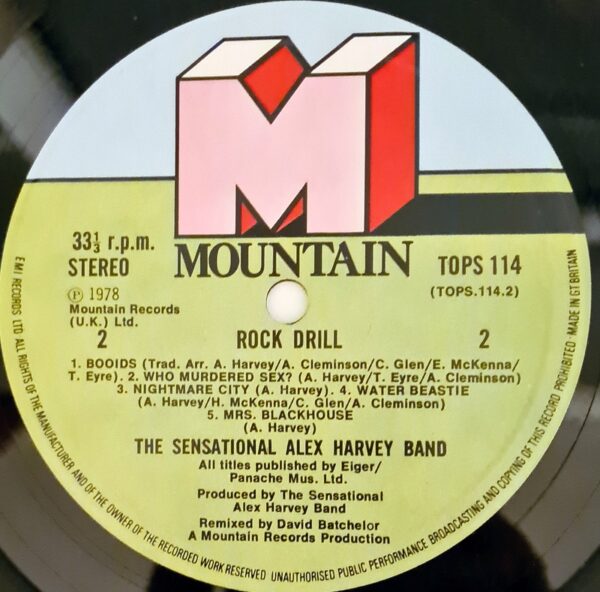 M
MOUNTAIN
33⅓ r.p.m.
STEREO
TOPS 114
(TOPS.114.2)
Ⓟ 1978
Mountain Records
(U.K.) Ltd.
2 ROCK DRILL 2
1. BOOIDS (Trad. Arr. A. Harvey/A. Cleminson/C. Glen/E. McKenna/
T. Eyre). 2. WHO MURDERED SEX? (A. Harvey/T. Eyre/A. Cleminson)
3. NIGHTMARE CITY (A. Harvey). 4. WATER BEASTIE
(A. Harvey/H. McKenna/C. Glen/A. Cleminson)
5. MRS. BLACKHOUSE
(A. Harvey)
THE SENSATIONAL ALEX HARVEY BAND
All titles published by Eiger/
Panache Mus. Ltd.
Produced by The Sensational
Alex Harvey Band
Remixed by David Batchelor
A Mountain Records Production
EMI RECORDS LTD ALL RIGHTS OF THE MANUFACTURER AND OF THE OWNER OF THE RECORDED WORK RESERVED UNAUTHORISED PUBLIC PERFORMANCE BROADCASTING AND COPYING OF THIS RECORD PROHIBITED MADE IN GT BRITAIN